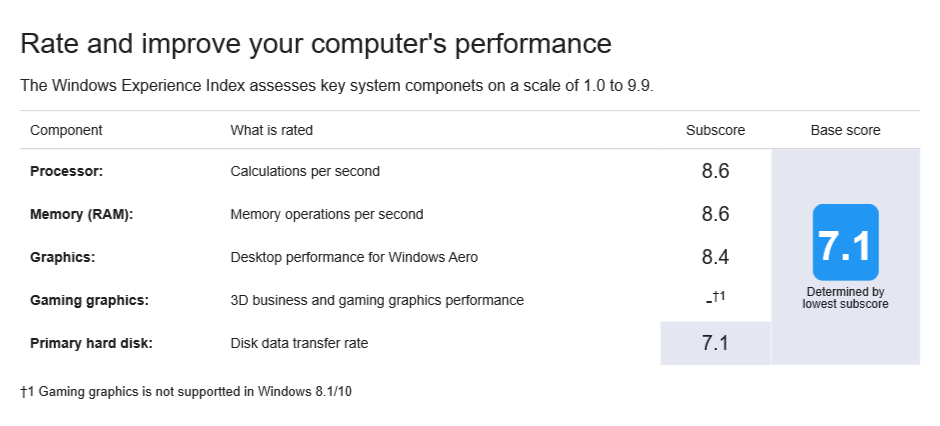 Rate and improve your computer's performance
The Windows Experience Index assesses key system componets on a scale of 1.0 to 9.9.
Component What is rated Subscore Base score
Processor: Calculations per second 8.6
Memory (RAM): Memory operations per second 8.6
Graphics: Desktop performance for Windows Aero 8.4
7.1
Gaming graphics: 3D business and gaming graphics performance -†1
Determined by
lowest subscore
Primary hard disk: Disk data transfer rate 7.1
†1 Gaming graphics is not supportted in Windows 8.1/10